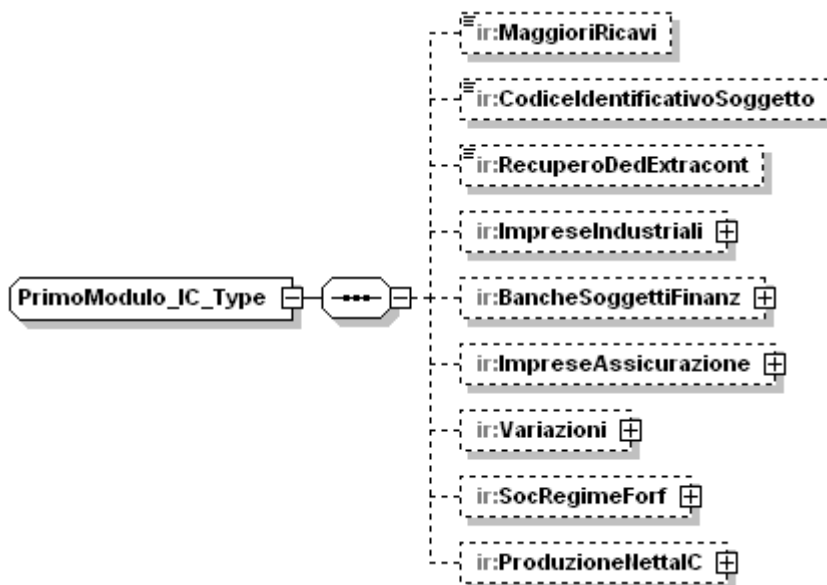 ir:MaggioriRicavi
ir:CodiceIdentificativoSoggetto
ir:RecuperoDedExtracont
ir:ImpreseIndustriali
PrimoModulo_IC_Type
ir:BancheSoggettiFinanz
ir:ImpreseAssicurazione
ir:Variazioni
ir:SocRegimeForf
ir:ProduzioneNettaIC